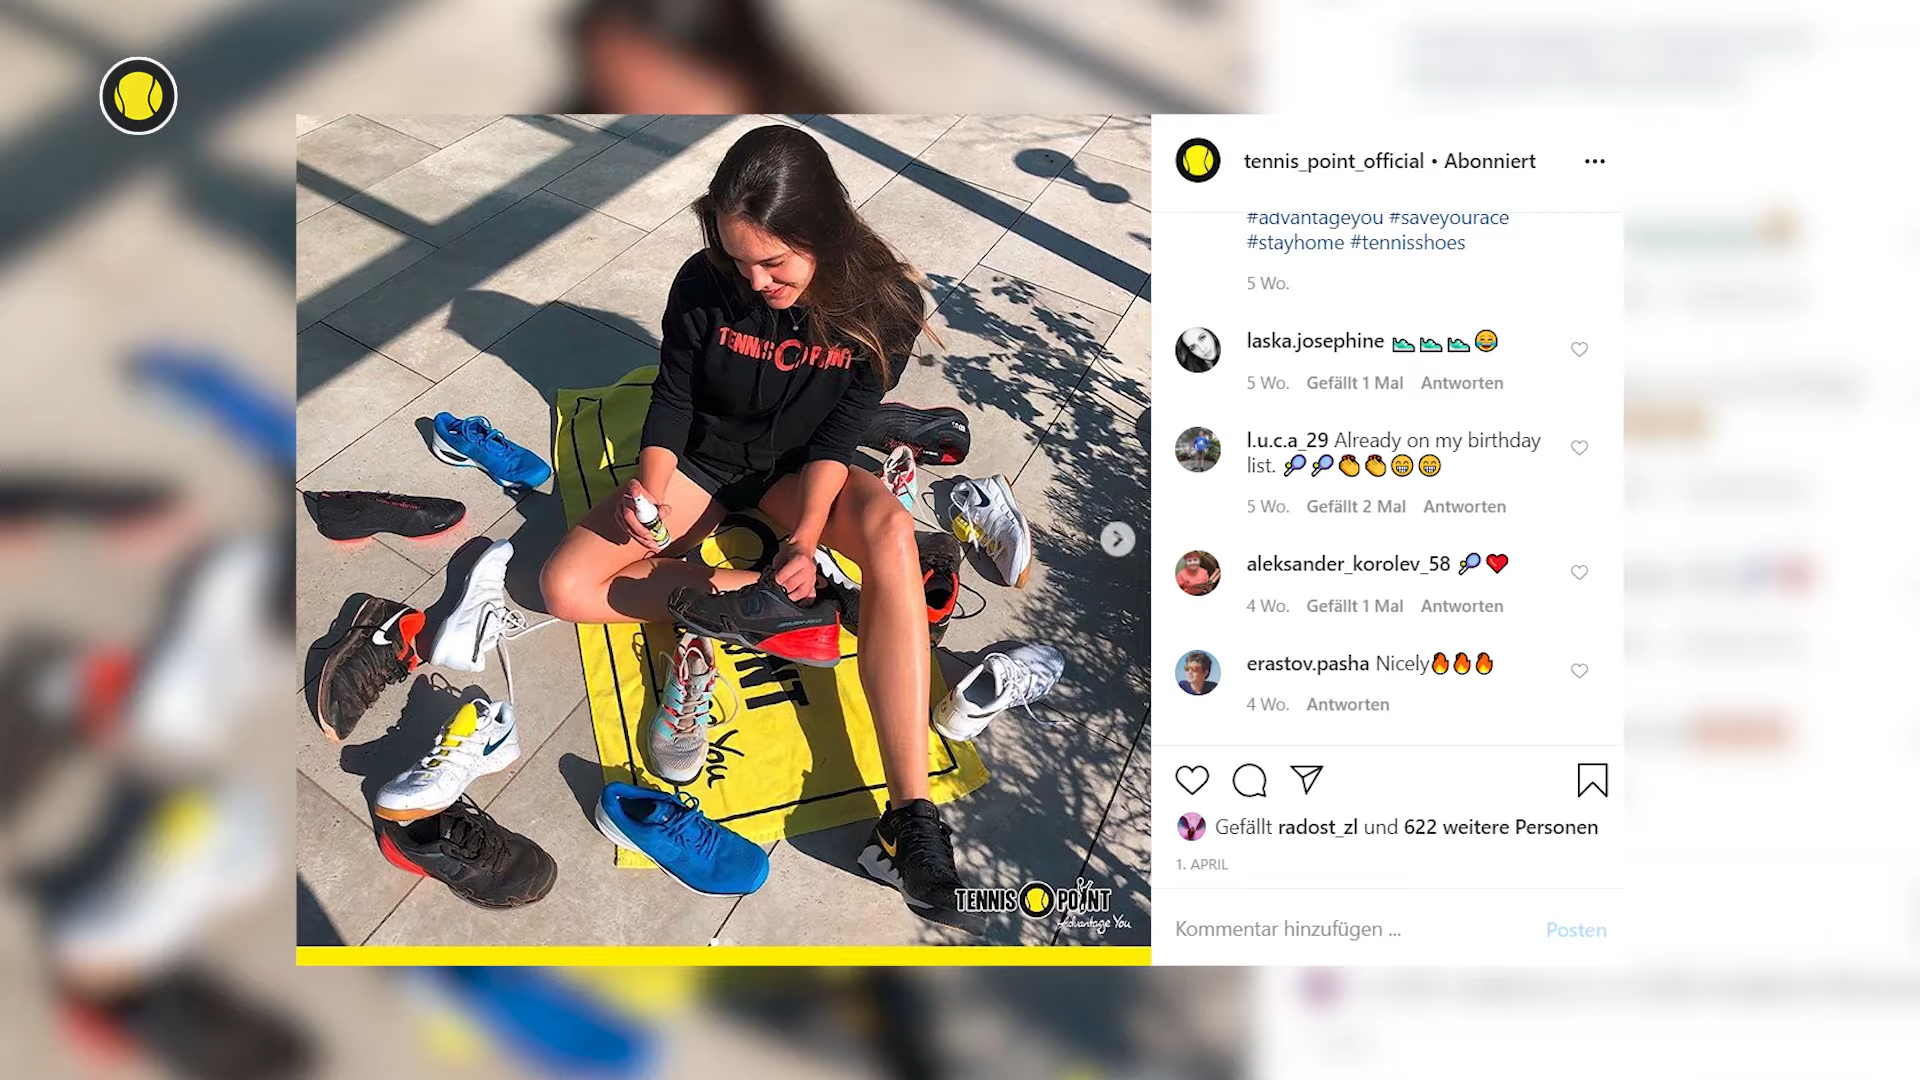 tennis_point_official • Abonniert
#advantageyou #saveyourace
#stayhome #tennisshoes
5 Wo.
laska.josephine
5 Wo. Gefällt 1 Mal Antworten
l.u.c.a_29 Already on my birthday
list. 🎾🎾👏👏😁😁
5 Wo. Gefällt 2 Mal Antworten
aleksander_korolev_58
4 Wo. Gefällt 1 Mal Antworten
erastov.pasha Nicely🔥🔥🔥
4 Wo. Antworten
Gefällt radost_zl und 622 weitere Personen
1. APRIL
Kommentar hinzufügen ...
Posten
TENNIS POINT
You
TENNIS POINT
Advantage You